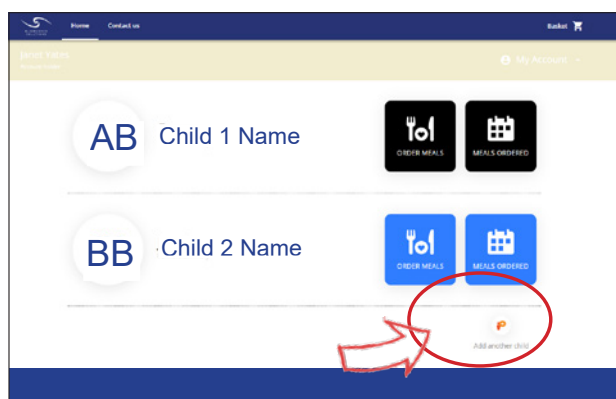 Home
Contact us
Basket
My Account
AB
Child 1 Name
ORDER MEALS
MEALS ORDERED
BB
Child 2 Name
ORDER MEALS
MEALS ORDERED
Add another child